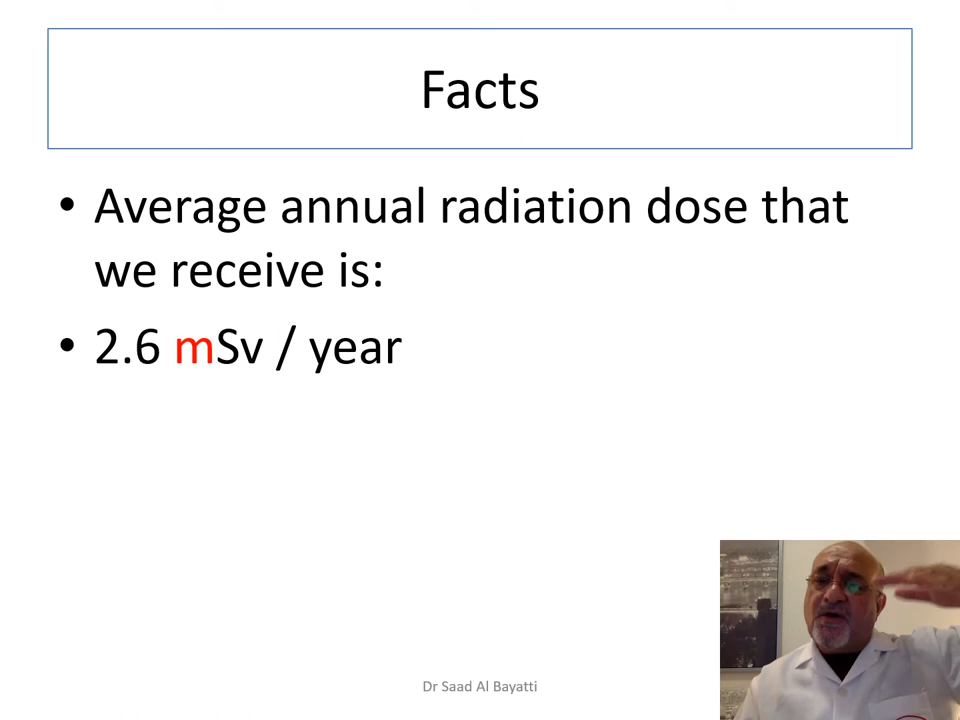 Facts
• Average annual radiation dose that
we receive is:
• 2.6 mSv / year
Dr Saad Al Bayatti